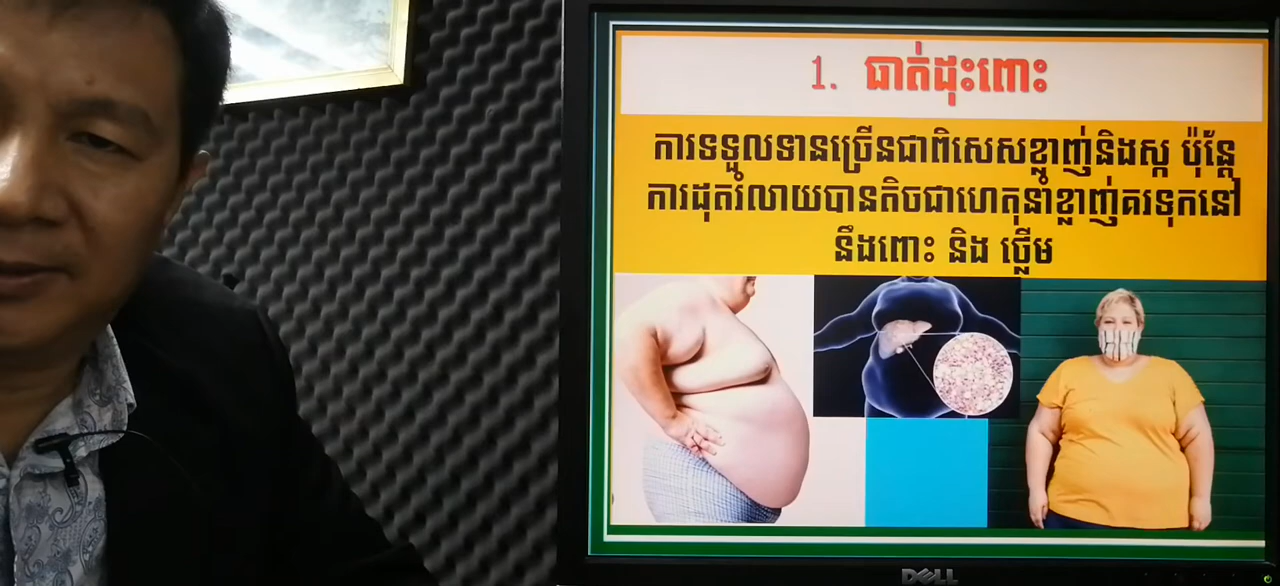 1. ធាត់ដុះពោះ
ការទទួលទានច្រើនជាពិសេសខ្លាញ់និងស្ករ ប៉ុន្តែ
ការដុតរំលាយបានតិចជាហេតុនាំខ្លាញ់គរទុកនៅ
នឹងពោះ និង ថ្លើម
DELL